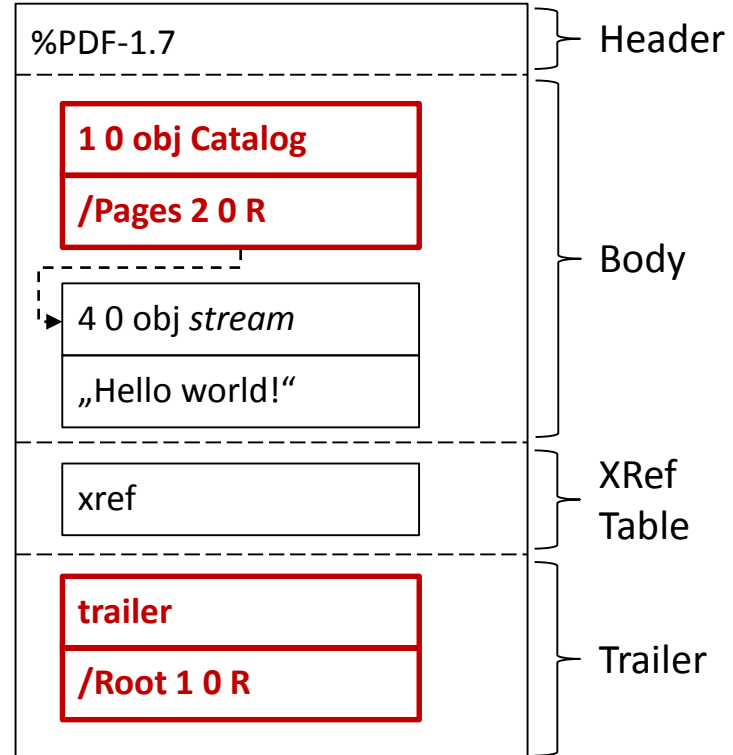 %PDF-1.7
Header
1 0 obj Catalog
/Pages 2 0 R
Body
4 0 obj stream
„Hello world!“
xref
XRef
Table
trailer
/Root 1 0 R
Trailer